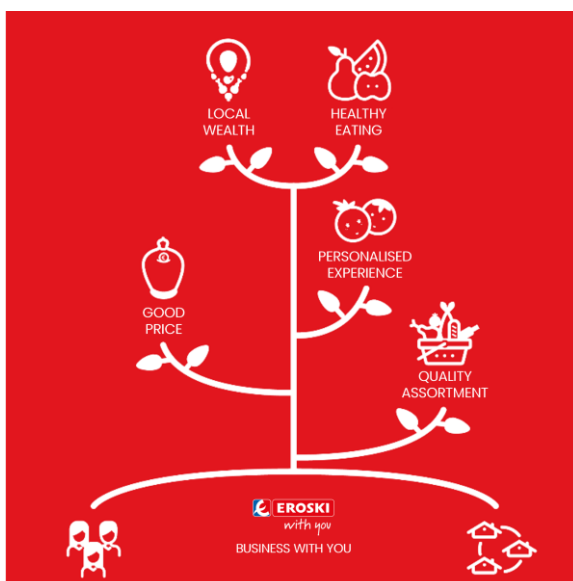 LOCAL
WEALTH
HEALTHY
EATING
PERSONALISED
EXPERIENCE
GOOD
PRICE
QUALITY
ASSORTMENT
EROSKI
with you
BUSINESS WITH YOU